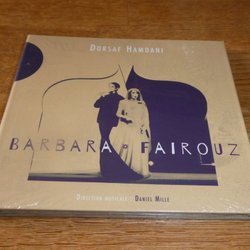 DORSAF HAMDANI
BARBARA • FAIROUZ
DIRECTION MUSICALE : DANIEL MILLE